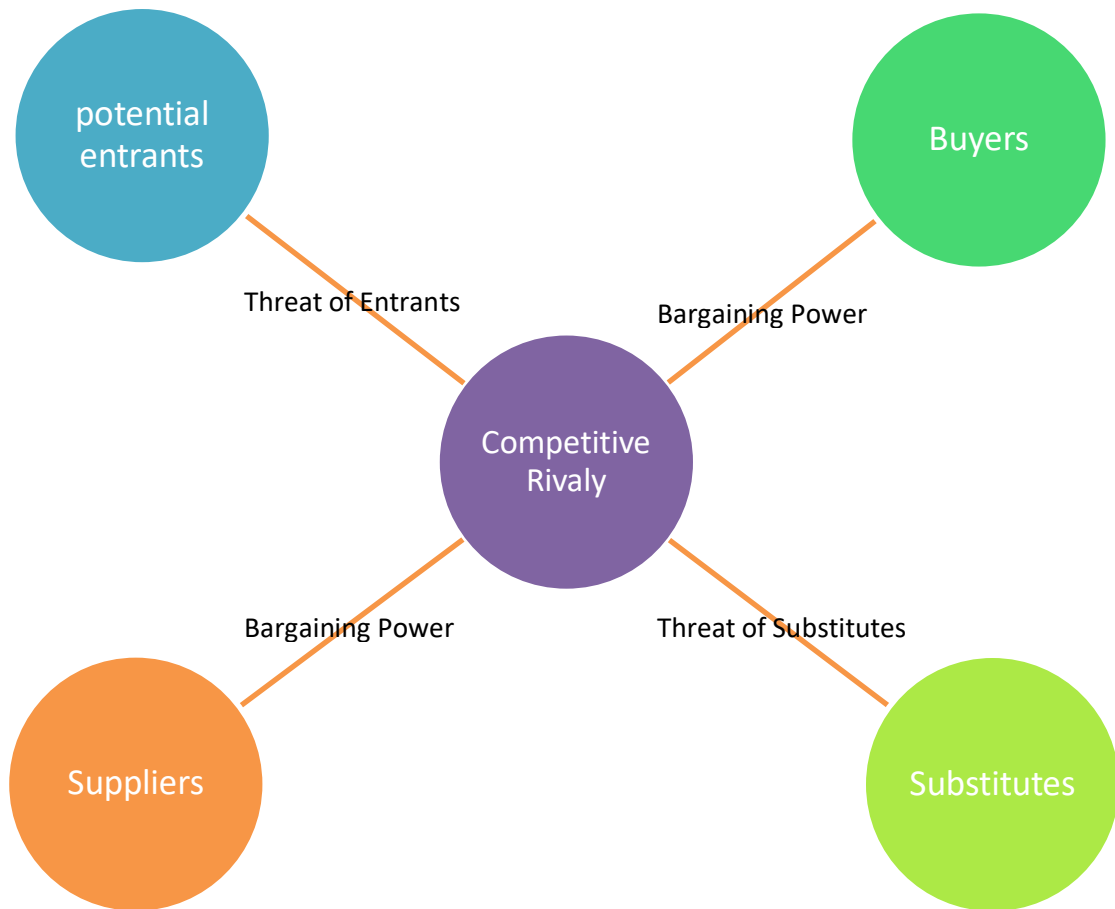 potential
entrants
Buyers
Threat of Entrants
Bargaining Power
Competitive
Rivaly
Bargaining Power
Threat of Substitutes
Suppliers
Substitutes